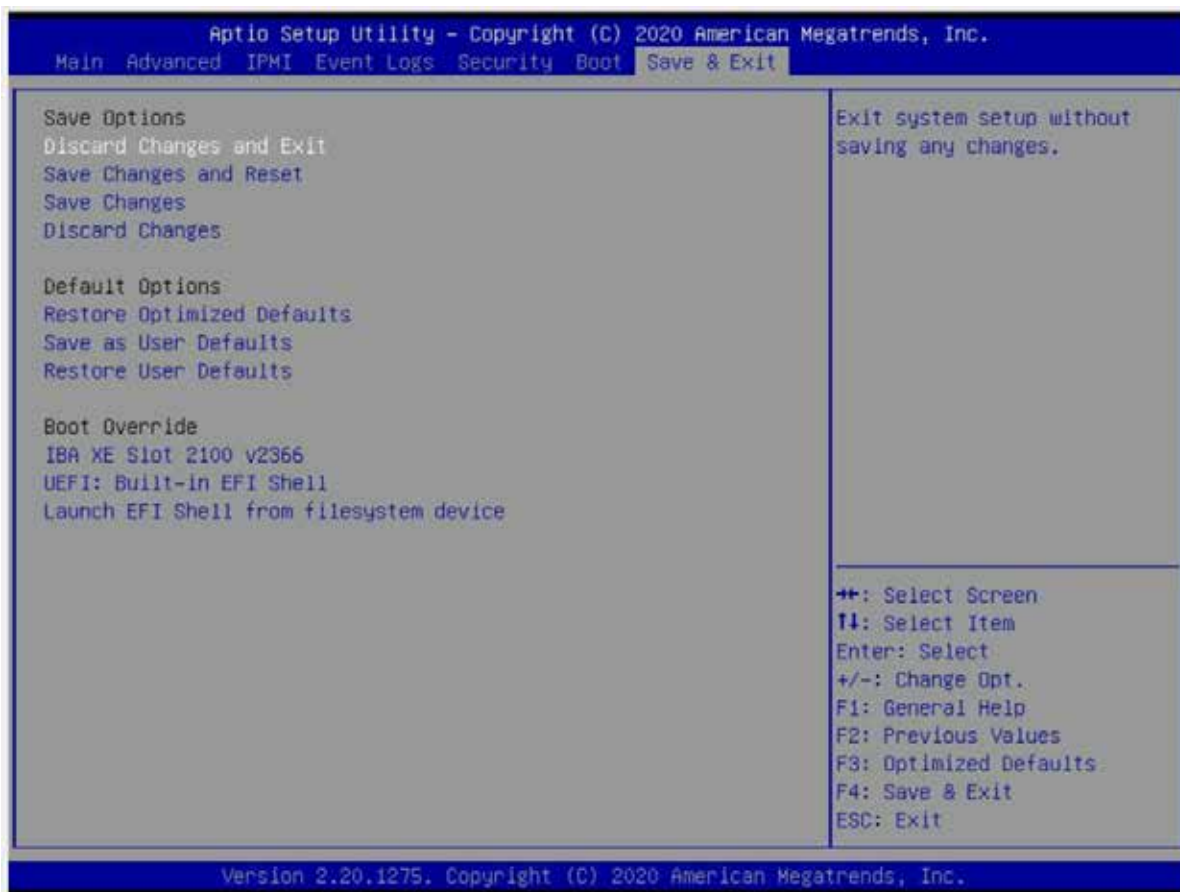 Aptio Setup Utility - Copyright (C) 2020 American Megatrends, Inc.
Main Advanced IPMI Event Logs Security Boot Save & Exit
Save Options
Discard Changes and Exit
Save Changes and Reset
Save Changes
Discard Changes
Default Options
Restore Optimized Defaults
Save as User Defaults
Restore User Defaults
Boot Override
IBA XE Slot 2100 v2366
UEFI: Built-in EFI Shell
Launch EFI Shell from filesystem device
Exit system setup without
saving any changes.
→←: Select Screen
↑↓: Select Item
Enter: Select
+/-: Change Opt.
F1: General Help
F2: Previous Values
F3: Optimized Defaults
F4: Save & Exit
ESC: Exit
Version 2.20.1275. Copyright (C) 2020 American Megatrends, Inc.